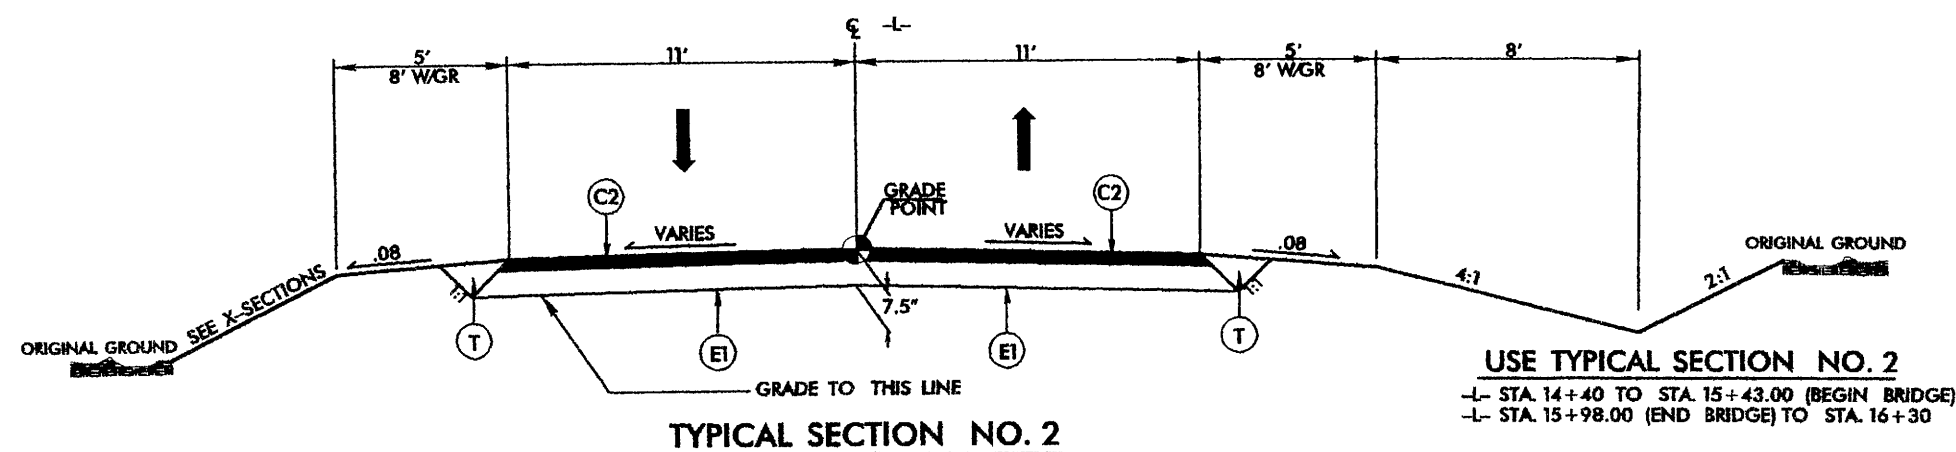 ℄ -L-
5'
8' W/GR
11'
11'
5'
8' W/GR
8'
C2
C2
GRADE
POINT
VARIES
VARIES
.08
.08
ORIGINAL GROUND
4:1
2:1
SEE X-SECTIONS
7.5"
ORIGINAL GROUND
T
E1
E1
T
GRADE TO THIS LINE
USE TYPICAL SECTION NO. 2
-L- STA. 14+40 TO STA. 15+43.00 (BEGIN BRIDGE)
-L- STA. 15+98.00 (END BRIDGE) TO STA. 16+30
TYPICAL SECTION NO. 2